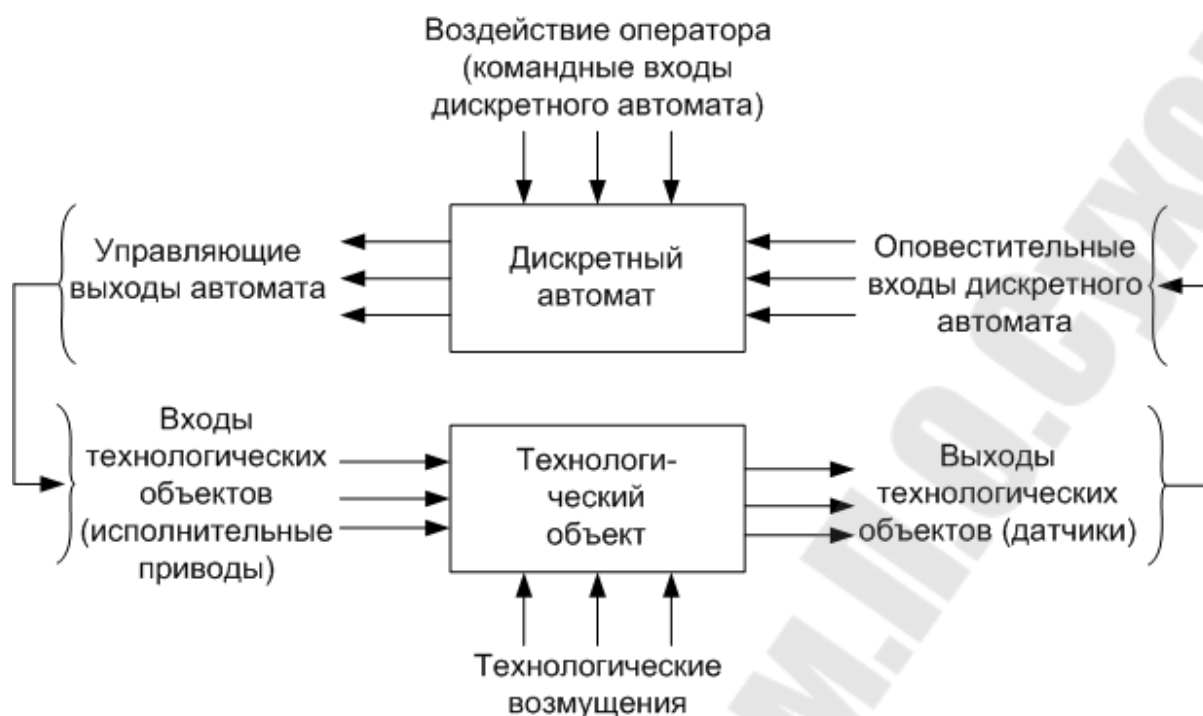 Воздействие оператора
(командные входы
дискретного автомата)
Управляющие
выходы автомата
Дискретный
автомат
Оповестительные
входы дискретного
автомата
Входы
технологических
объектов
(исполнительные
приводы)
Технологи-
ческий
объект
Выходы
технологических
объектов (датчики)
Технологические
возмущения